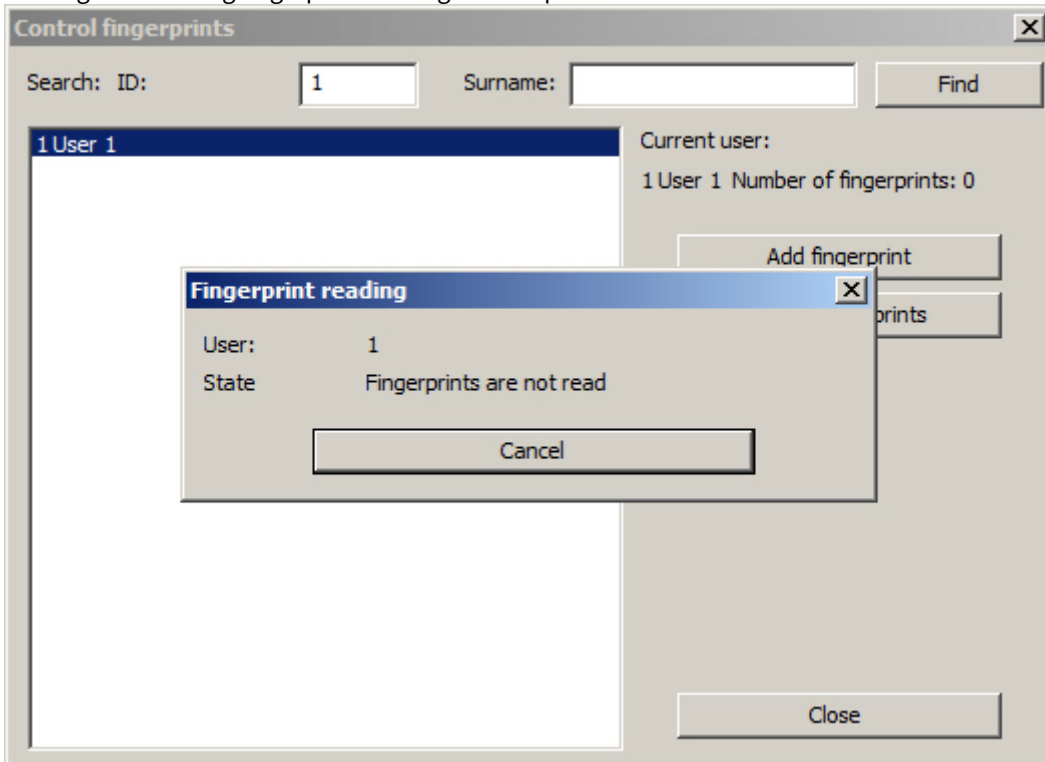 Control fingerprints
Search: ID: 1 Surname: Find
1 User 1
Current user:
1 User 1 Number of fingerprints: 0
Add fingerprint
Fingerprint reading
User: 1
State Fingerprints are not read
Cancel
Close